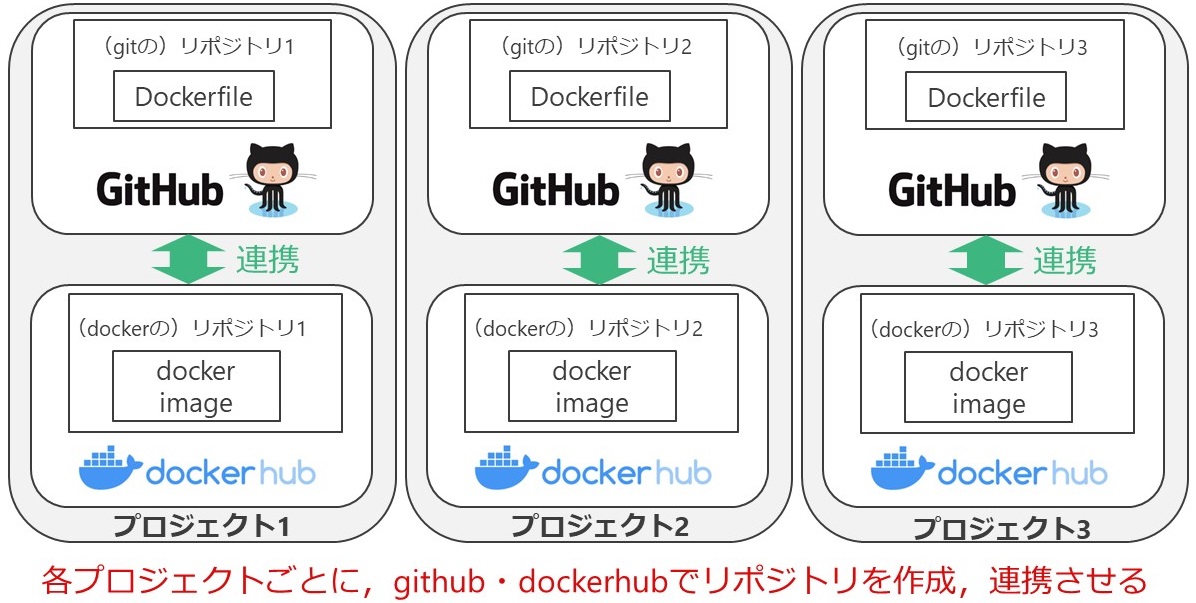 （gitの）リポジトリ1
Dockerfile
GitHub
連携
（dockerの）リポジトリ1
docker
image
dockerhub
プロジェクト1
（gitの）リポジトリ2
Dockerfile
GitHub
連携
（dockerの）リポジトリ2
docker
image
dockerhub
プロジェクト2
（gitの）リポジトリ3
Dockerfile
GitHub
連携
（dockerの）リポジトリ3
docker
image
dockerhub
プロジェクト3
各プロジェクトごとに，github・dockerhubでリポジトリを作成，連携させる